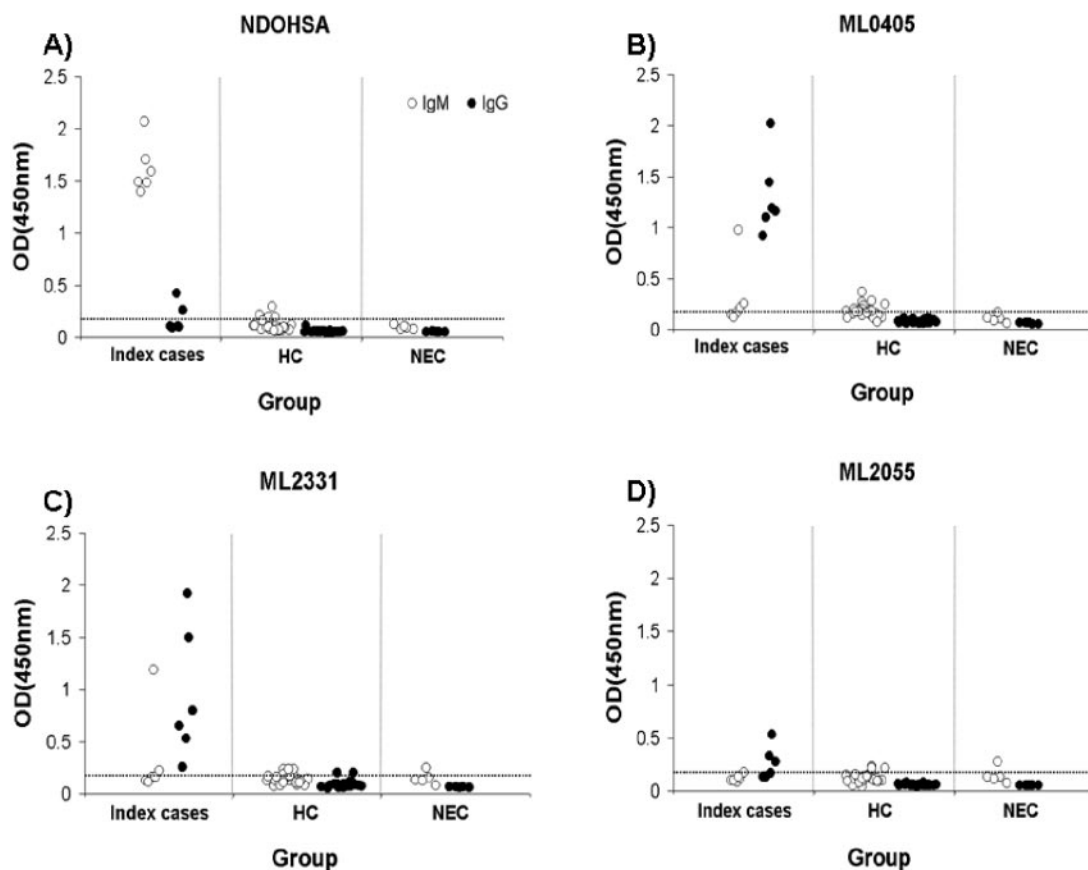 A)
NDOHSA
2.5
2
1.5
1
0.5
0
OD(450nm)
IgM IgG
Index cases HC NEC
Group
B)
ML0405
2.5
2
1.5
1
0.5
0
OD(450nm)
Index cases HC NEC
Group
C)
ML2331
2.5
2
1.5
1
0.5
0
OD(450nm)
Index cases HC NEC
Group
D)
ML2055
2.5
2
1.5
1
0.5
0
OD(450nm)
Index cases HC NEC
Group